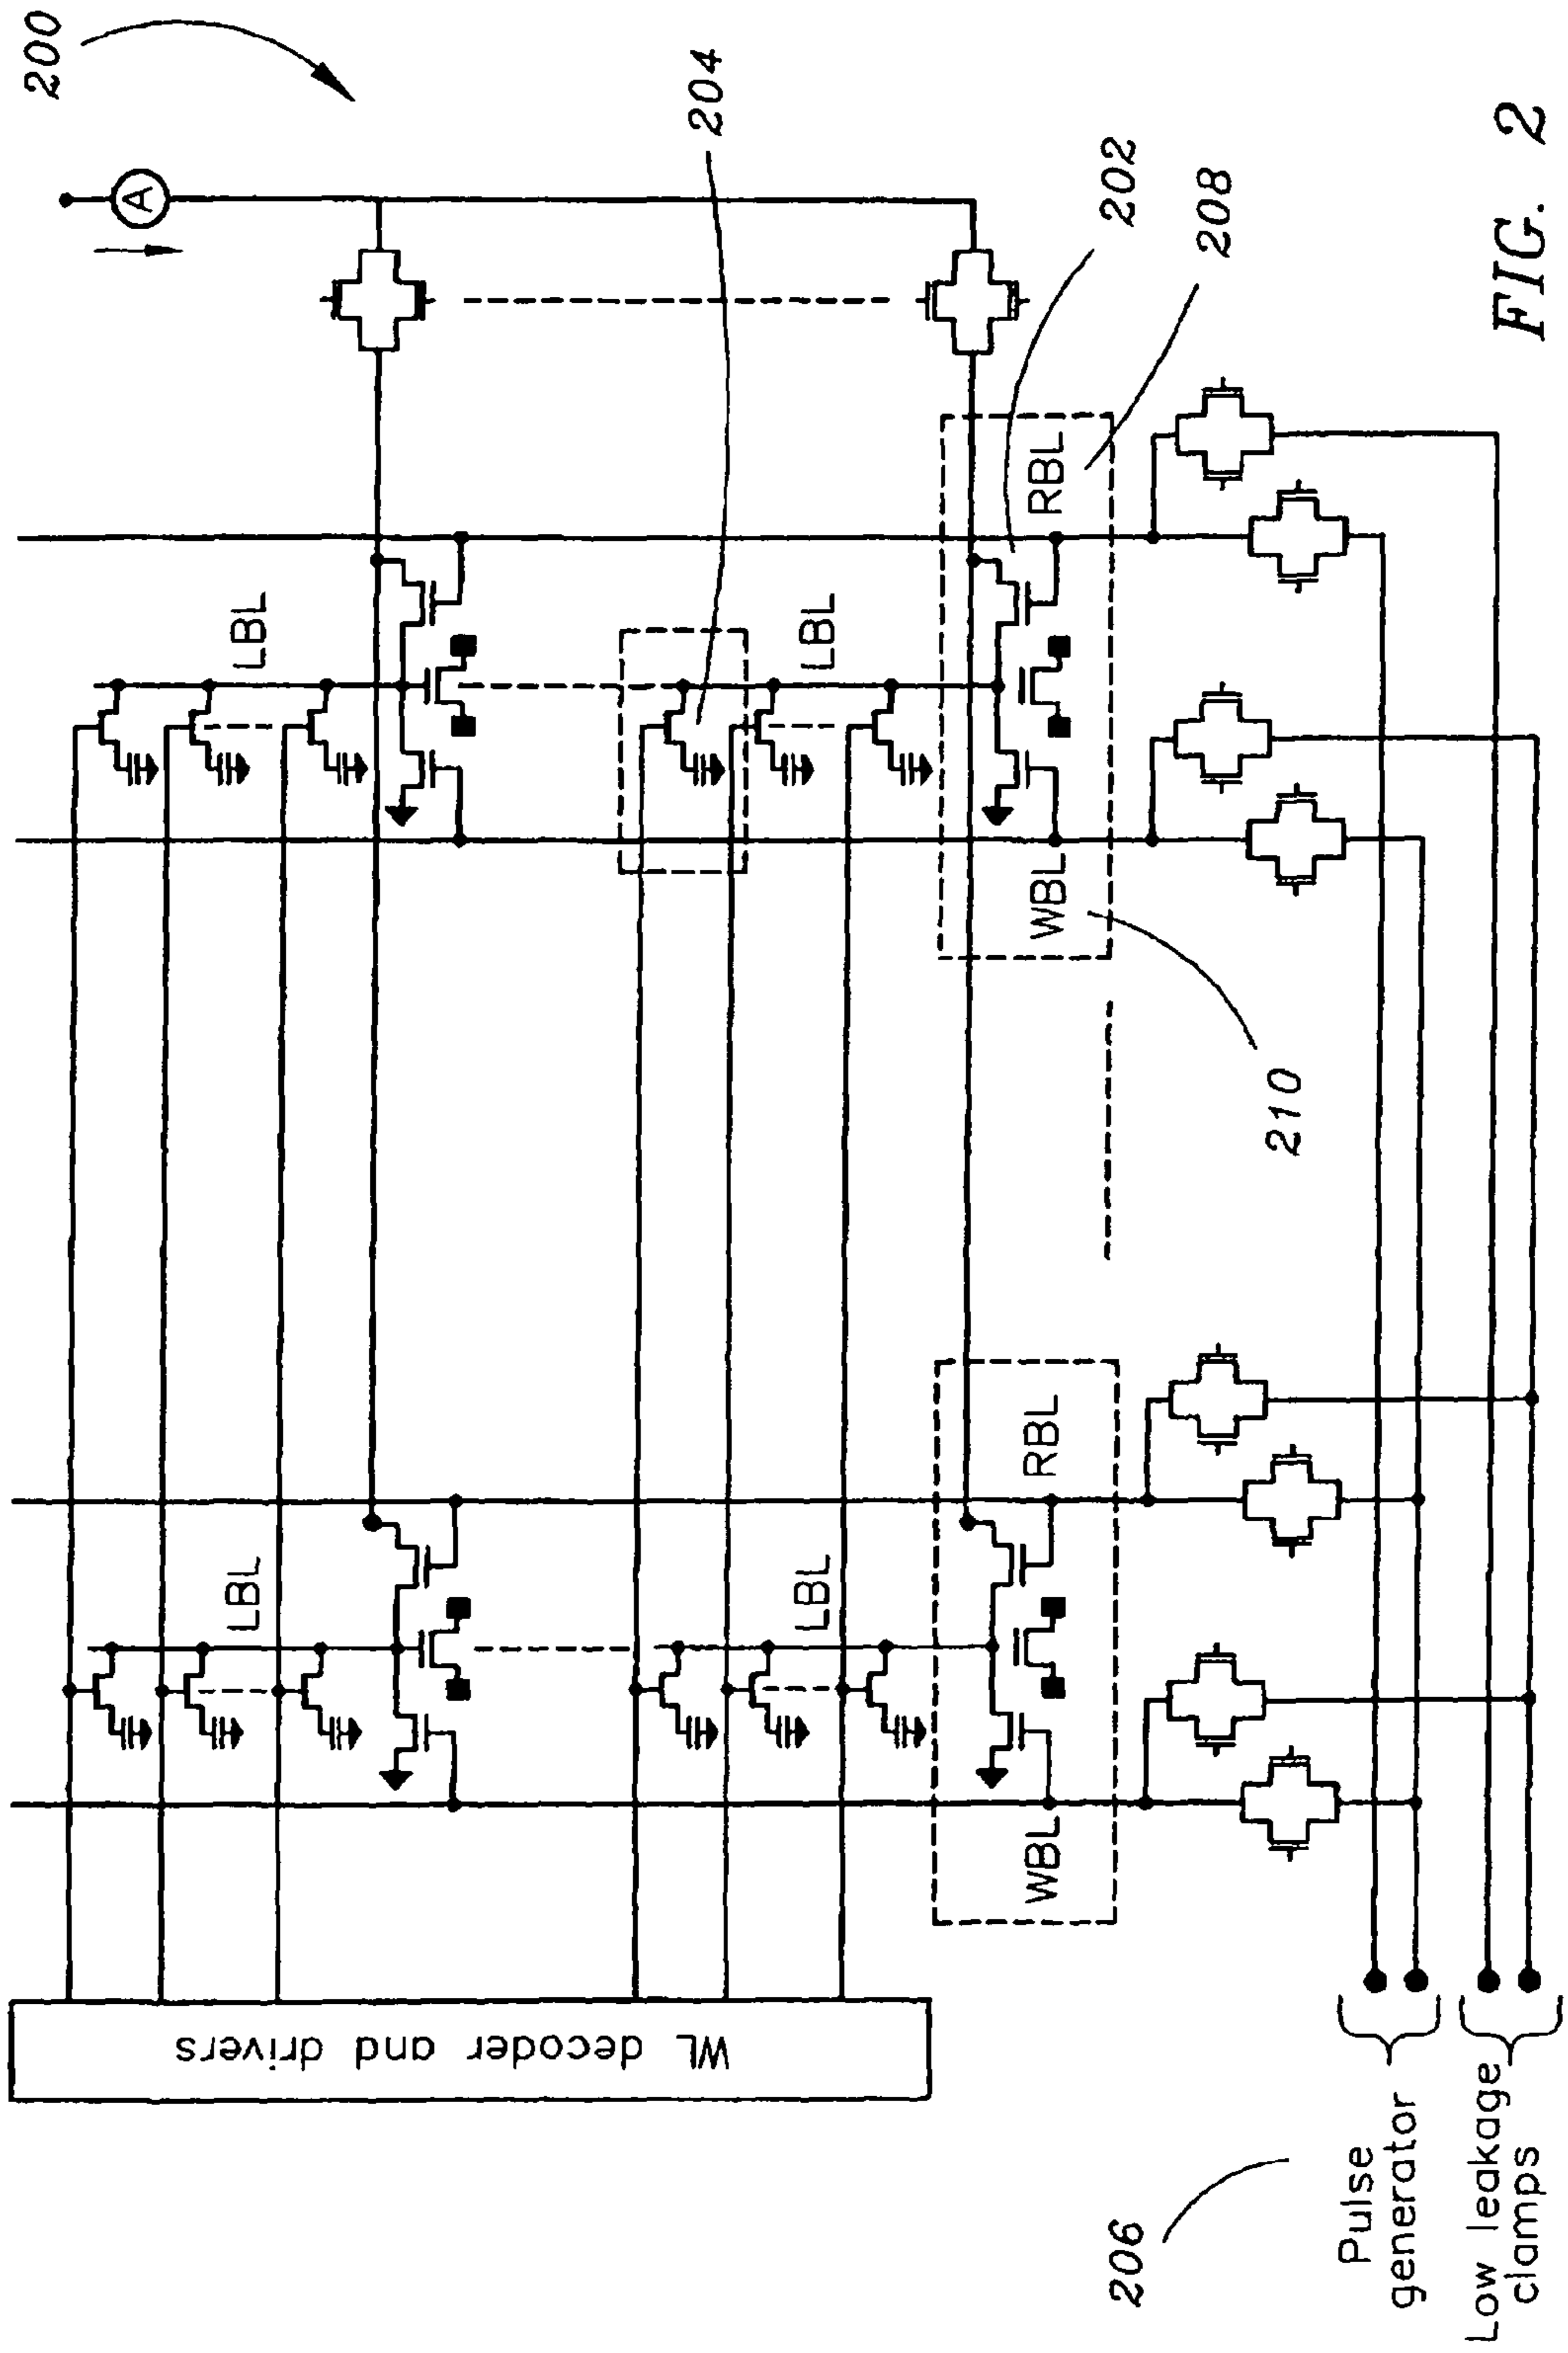 200
A
204
202
208
LBL
LBL
RBL
WBL
210
LBL
LBL
RBL
WBL
WL decoder and drivers
206
Pulse
generator
Low leakage
clamps
FIG. 2